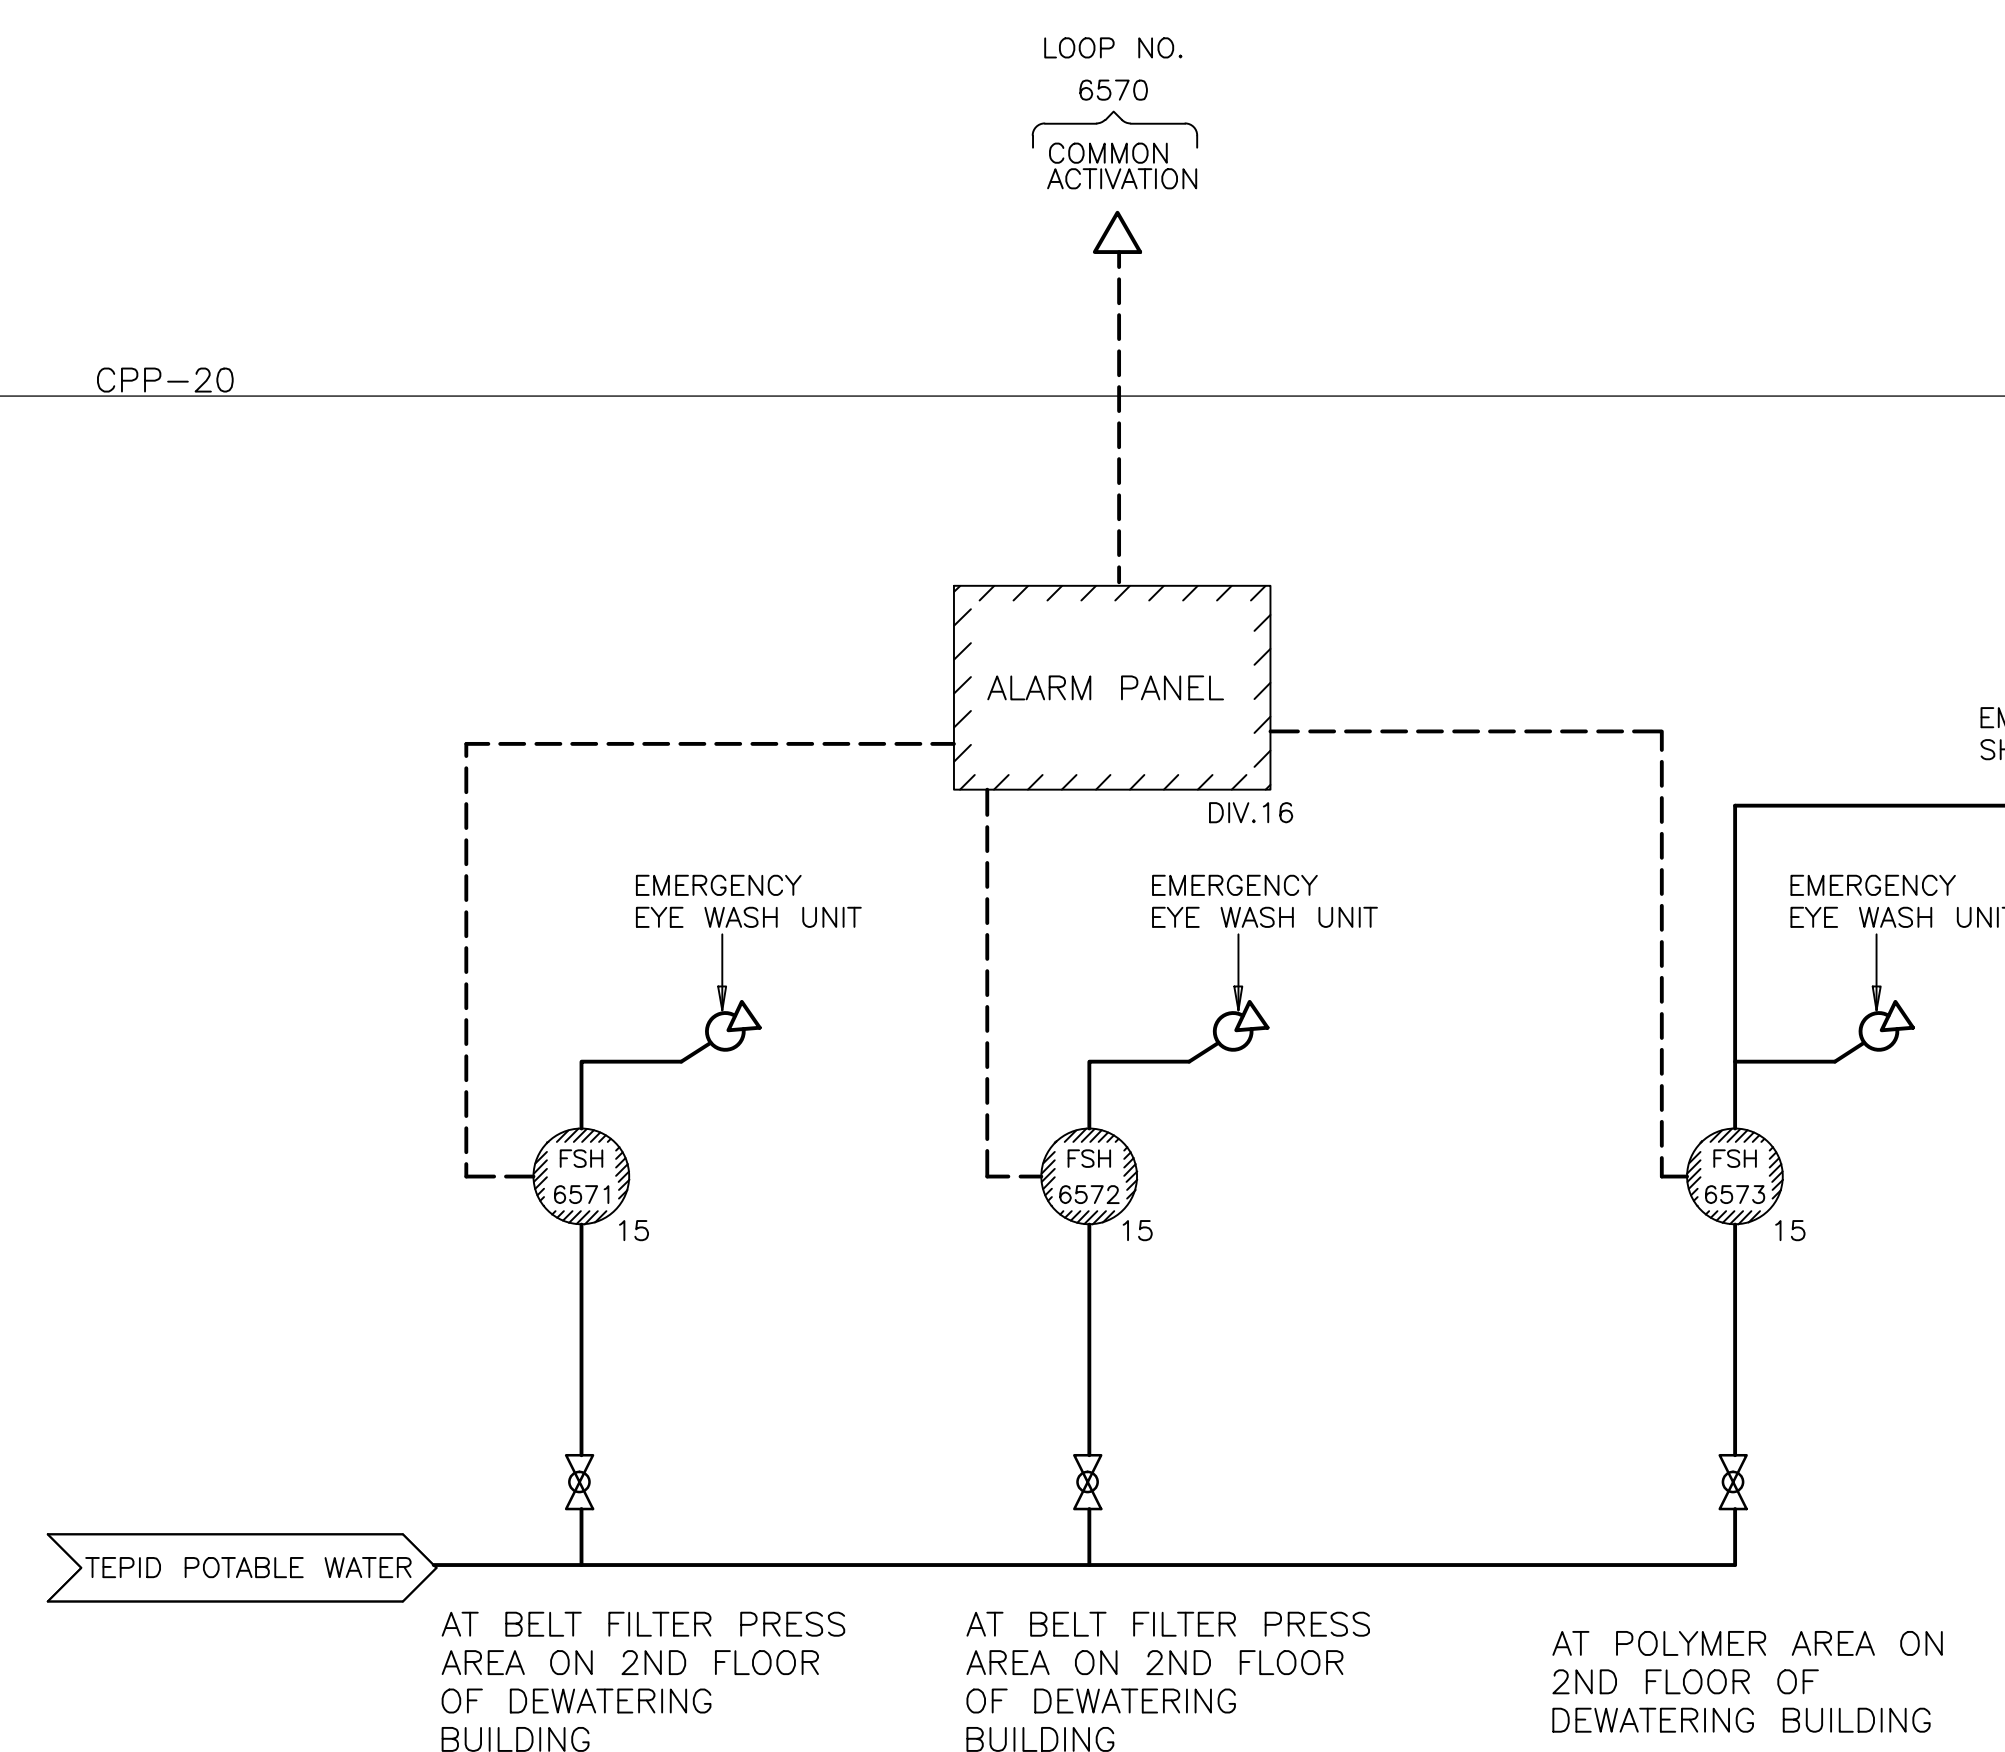 LOOP NO.
6570
COMMON
ACTIVATION
CPP-20
ALARM PANEL
DIV.16
EMERGENCY
EYE WASH UNIT
EMERGENCY
EYE WASH UNIT
EMERGENCY
EYE WASH UNIT
FSH
6571
15
FSH
6572
15
FSH
6573
15
TEPID POTABLE WATER
AT BELT FILTER PRESS
AREA ON 2ND FLOOR
OF DEWATERING
BUILDING
AT BELT FILTER PRESS
AREA ON 2ND FLOOR
OF DEWATERING
BUILDING
AT POLYMER AREA ON
2ND FLOOR OF
DEWATERING BUILDING